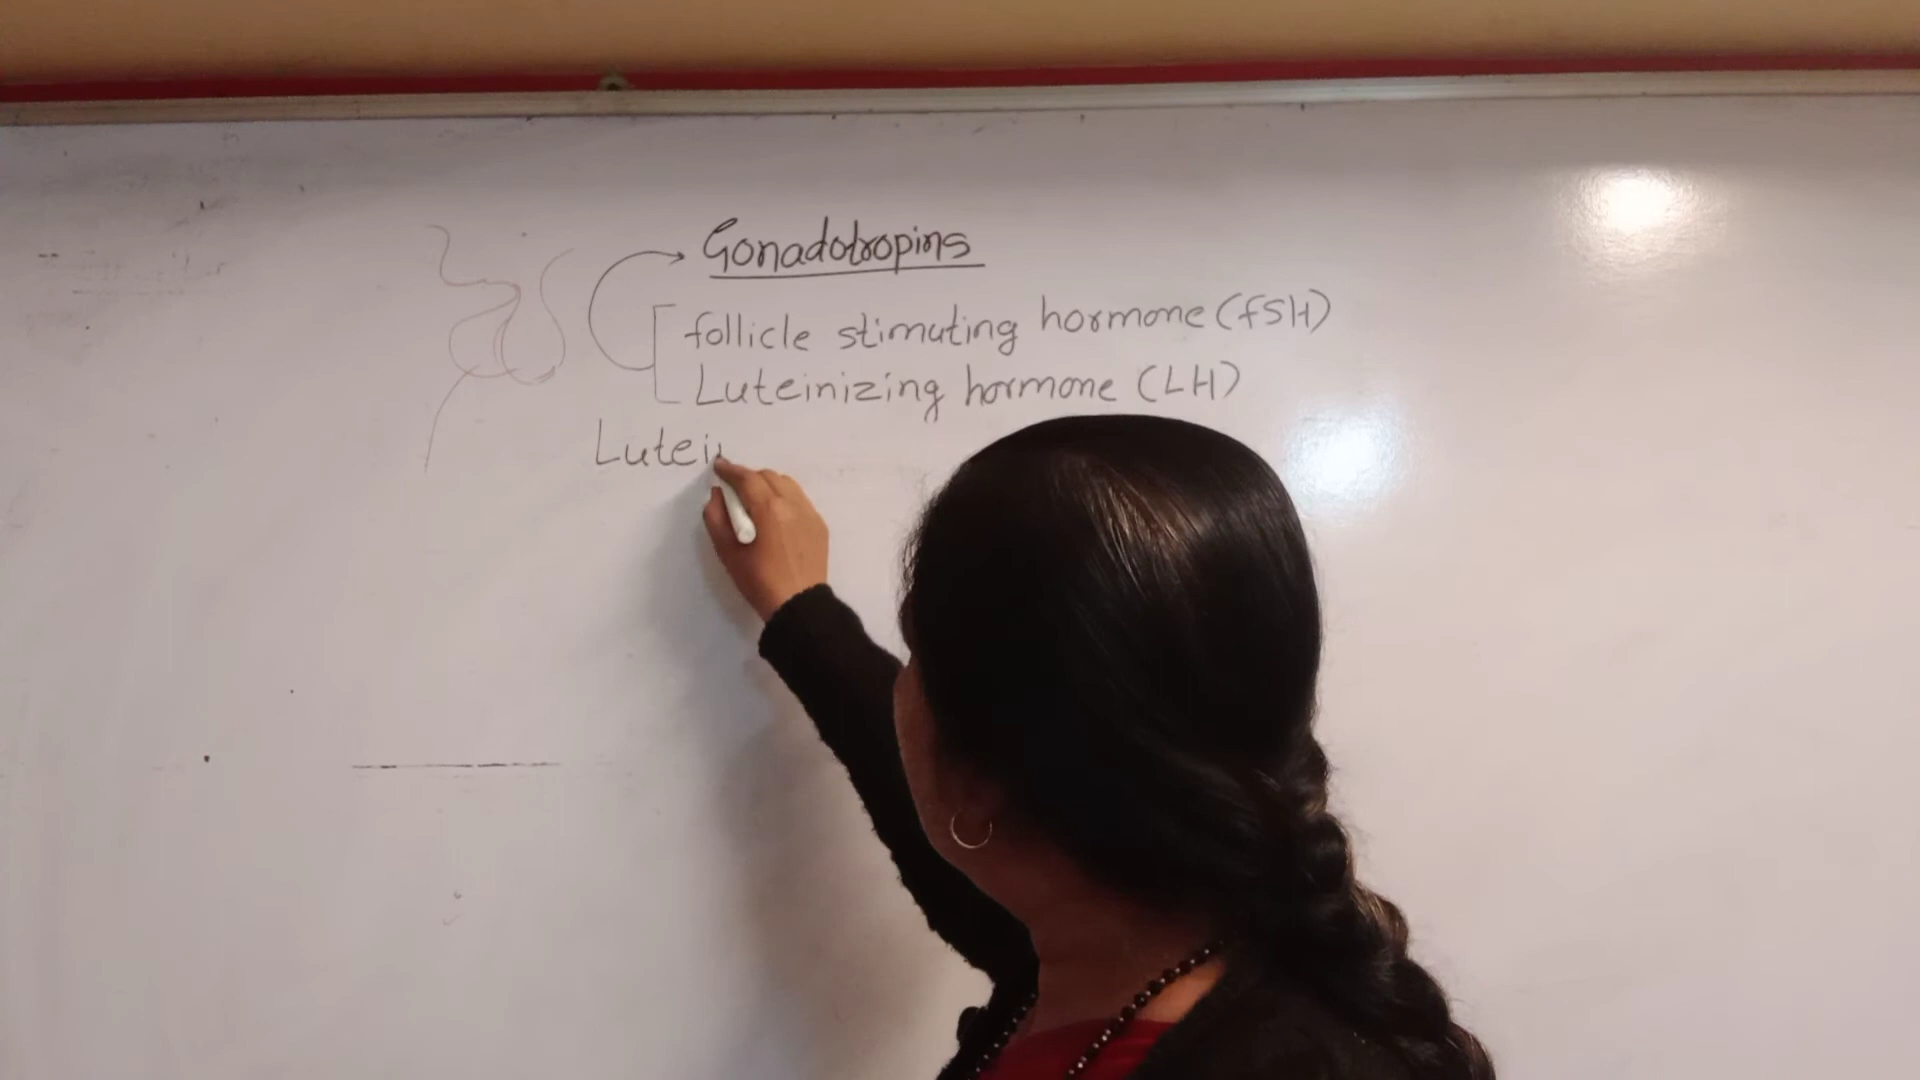 Gonadotropins
follicle stimuting hormone (fSH)
Luteinizing hormone (LH)
Lutei